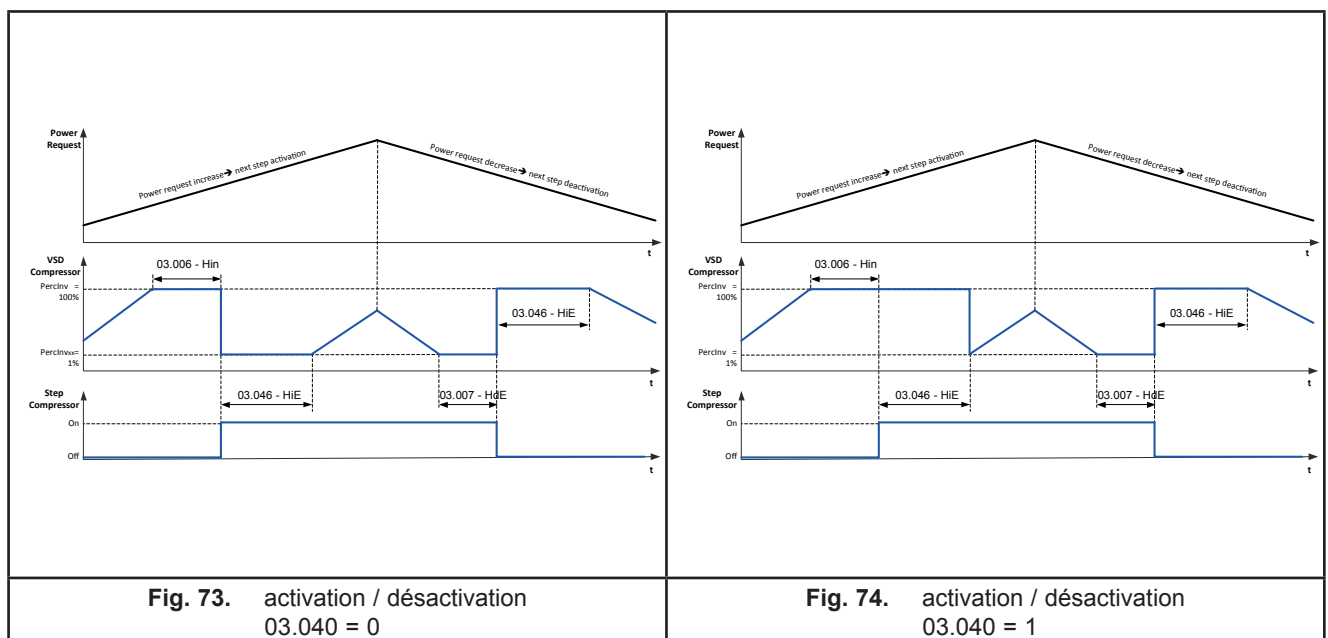 Power
Request
Power request increase➔ next step activation
Power request decrease➔ next step deactivation
t
VSD
Compressor
PercInv =
100%
03.006 - Hin
03.046 - HiE
PercInvxx=
1%
t
Step
Compressor
03.046 - HiE
03.007 - HdE
On
Off
t
Fig. 73. activation / désactivation
03.040 = 0
Power
Request
Power request increase➔ next step activation
Power request decrease➔ next step deactivation
t
VSD
Compressor
PercInv =
100%
03.006 - Hin
03.046 - HiE
PercInv =
1%
t
Step
Compressor
03.046 - HiE
03.007 - HdE
On
Off
t
Fig. 74. activation / désactivation
03.040 = 1